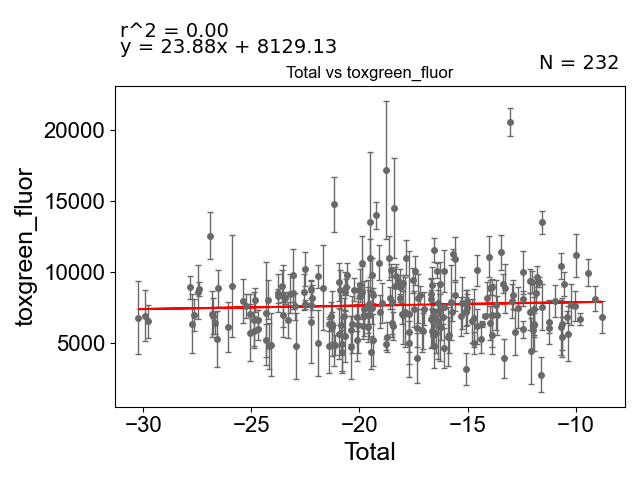 r^2 = 0.00
y = 23.88x + 8129.13
N = 232
Total vs toxgreen_fluor
20000
15000
10000
5000
toxgreen_fluor
−30
−25
−20
−15
−10
Total